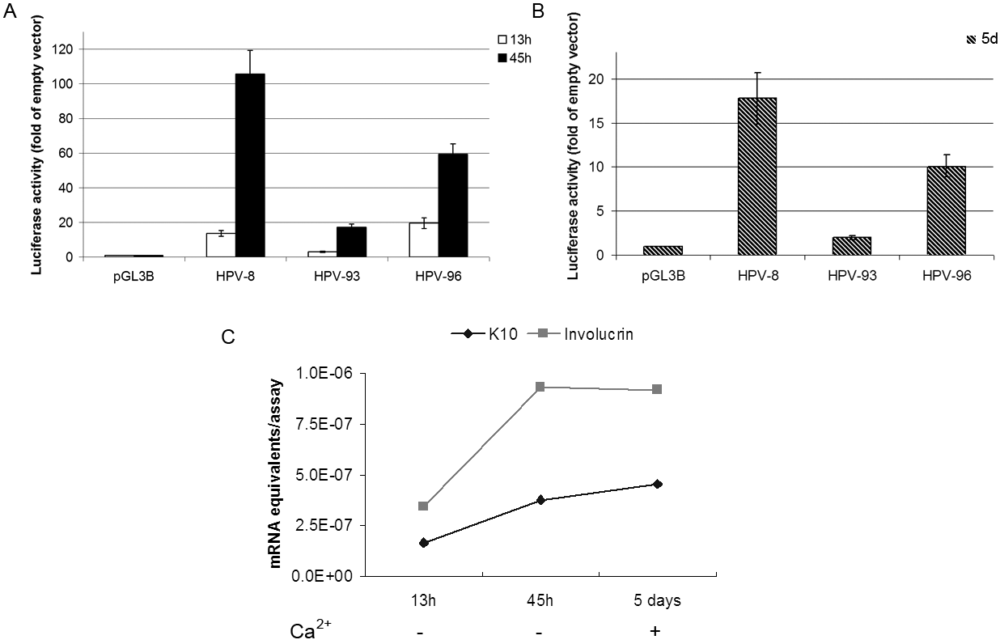 A
Luciferase activity (fold of empty vector)
120
100
80
60
40
20
0
pGL3B HPV-8 HPV-93 HPV-96
13h
45h
B
Luciferase activity (fold of empty vector)
20
15
10
5
0
pGL3B HPV-8 HPV-93 HPV-96
5d
C
K10 Involucrin
mRNA equivalents/assay
1.0E-06
7.5E-07
5.0E-07
2.5E-07
0.0E+00
13h 45h 5 days
Ca2+ - - +